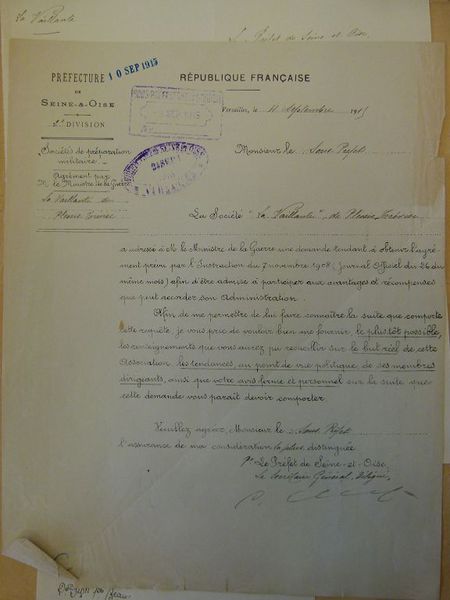 La Vaillante
Préfet de Seine et Oise,
PRÉFECTURE
DE
SEINE-&-OISE
2e DIVISION
10 SEP 1915
RÉPUBLIQUE FRANÇAISE
Versailles, le 11 Septembre 1915
Sociétés de préparation
militaire.
Agrément par
M. le Ministre de la Guerre
La Vaillante de
Plessis Trévise
Monsieur le Sous Préfet
La Société "La Vaillante" de Plessis Trévise
a adressé à M. le Ministre de la Guerre une demande tendant à obtenir l'agré-
ment prévu par l'Instruction du 7 novembre 1908 (Journal Officiel du 26 du
même mois) afin d'être admise à participer aux avantages et récompenses
que peut accorder son Administration.
Afin de me permettre de lui faire connaître la suite que comporte
cette requête je vous prie de vouloir bien me fournir le plus tôt possible,
les renseignements que vous aurez pu recueillir sur le but réel de cette
Association les tendances, au point de vue politique, de ses membres
dirigeants, ainsi que votre avis ferme et personnel sur la suite que
cette demande vous paraît devoir comporter.
Veuillez agréer, Monsieur le Sous Préfet
l'assurance de ma considération la plus distinguée
Le Préfet de Seine-et-Oise,
Le Secrétaire Général